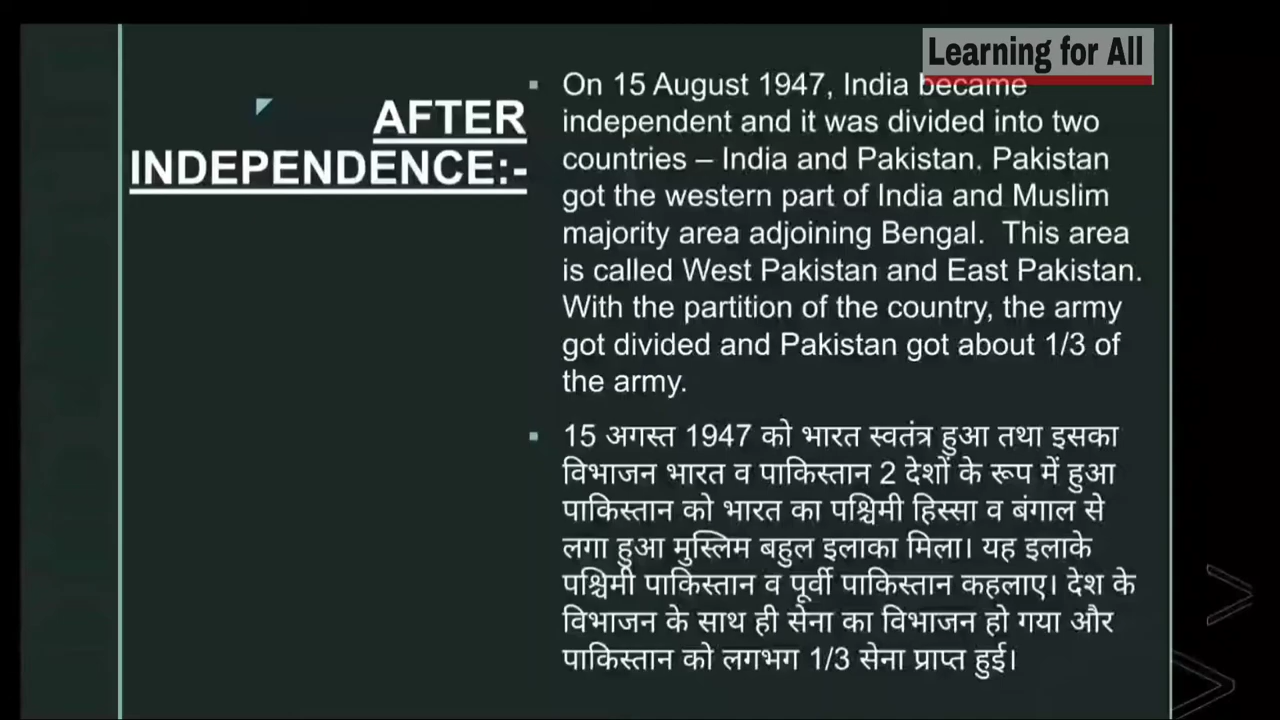 Learning for All
AFTER
INDEPENDENCE:-
▪ On 15 August 1947, India became
independent and it was divided into two
countries – India and Pakistan. Pakistan
got the western part of India and Muslim
majority area adjoining Bengal.  This area
is called West Pakistan and East Pakistan.
With the partition of the country, the army
got divided and Pakistan got about 1/3 of
the army.
▪ 15 अगस्त 1947 को भारत स्वतंत्र हुआ तथा इसका
विभाजन भारत व पाकिस्तान 2 देशों के रूप में हुआ
पाकिस्तान को भारत का पश्चिमी हिस्सा व बंगाल से
लगा हुआ मुस्लिम बहुल इलाका मिला। यह इलाके
पश्चिमी पाकिस्तान व पूर्वी पाकिस्तान कहलाए। देश के
विभाजन के साथ ही सेना का विभाजन हो गया और
पाकिस्तान को लगभग 1/3 सेना प्राप्त हुई।